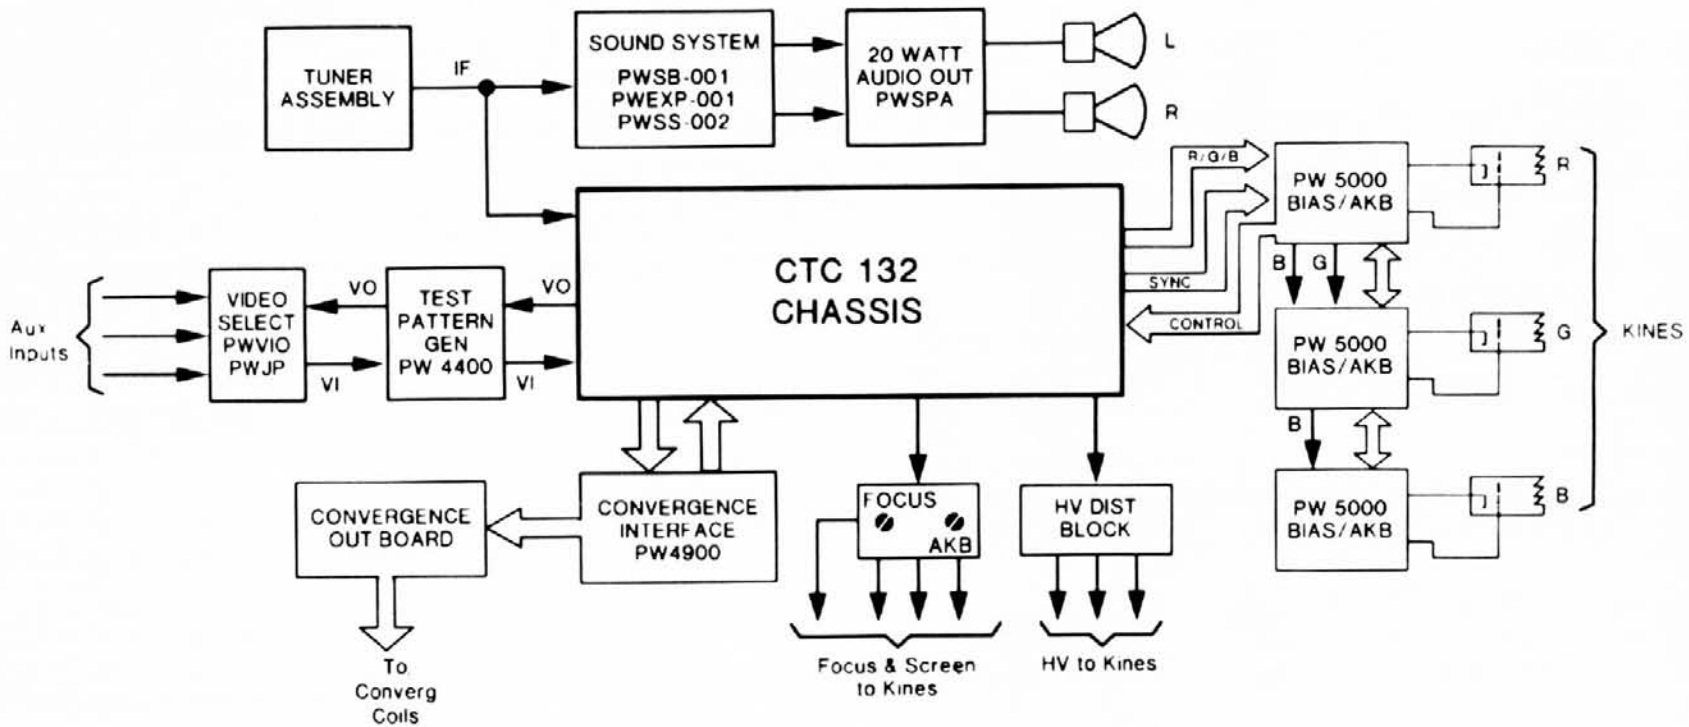 TUNER
ASSEMBLY
IF
SOUND SYSTEM
PWSB-001
PWEXP-001
PWSS-002
20 WATT
AUDIO OUT
PWSPA
L
R
CTC 132
CHASSIS
R/G/B
SYNC
CONTROL
PW 5000
BIAS/AKB
R
B
G
PW 5000
BIAS/AKB
G
B
PW 5000
BIAS/AKB
B
KINES
Aux
Inputs
VIDEO
SELECT
PWVIO
PWJP
VO
VI
TEST
PATTERN
GEN
PW 4400
VO
VI
CONVERGENCE
OUT BOARD
CONVERGENCE
INTERFACE
PW4900
FOCUS
AKB
HV DIST
BLOCK
To
Converg
Coils
Focus & Screen
to Kines
HV to Kines